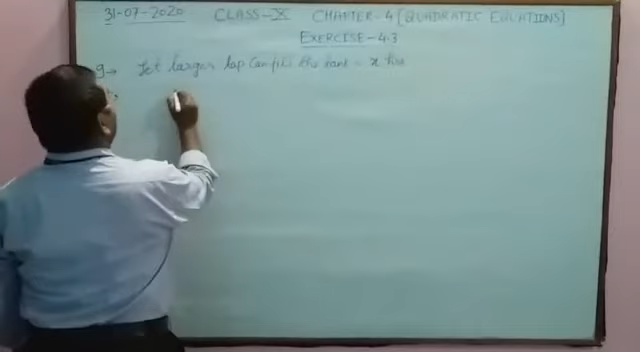 31-07-2020 CLASS-X CHAPTER-4 (QUADRATIC EQUATIONS)
EXERCISE-4.3
9→ Let larger tap can fill the tank = x hrs